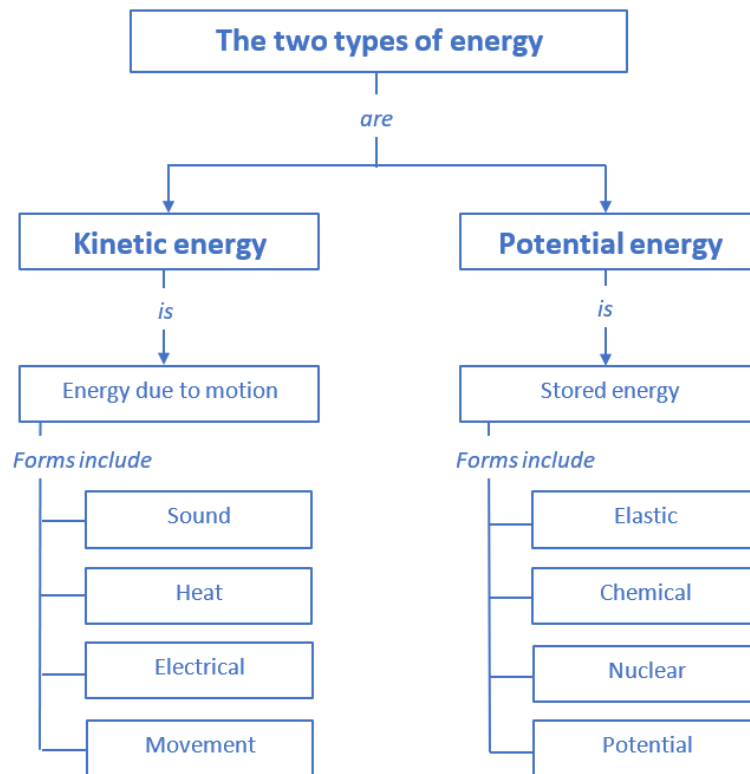 The two types of energy
are
Kinetic energy
Potential energy
is
is
Energy due to motion
Stored energy
Forms include
Forms include
Sound
Elastic
Heat
Chemical
Electrical
Nuclear
Movement
Potential